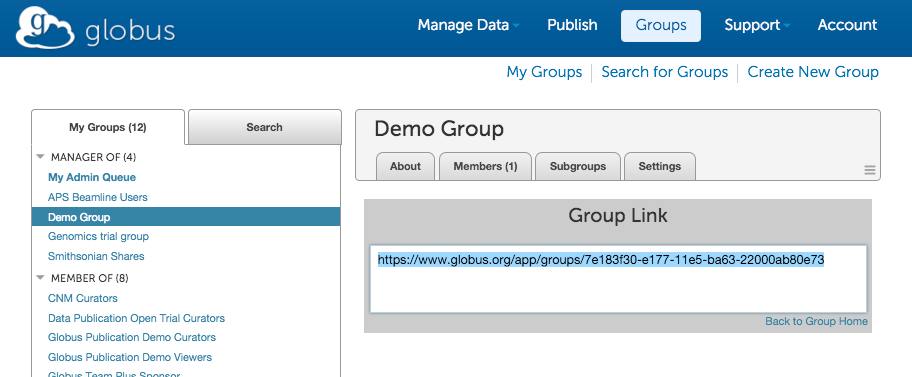 globus
Manage Data Publish Groups Support Account
My Groups Search for Groups Create New Group
My Groups (12) Search
MANAGER OF (4)
My Admin Queue
APS Beamline Users
Demo Group
Genomics trial group
Smithsonian Shares
MEMBER OF (8)
CNM Curators
Data Publication Open Trial Curators
Globus Publication Demo Curators
Globus Publication Demo Viewers
Globus Team Plus Sponsor
Demo Group
About Members (1) Subgroups Settings
Group Link
https://www.globus.org/app/groups/7e183f30-e177-11e5-ba63-22000ab80e73
Back to Group Home